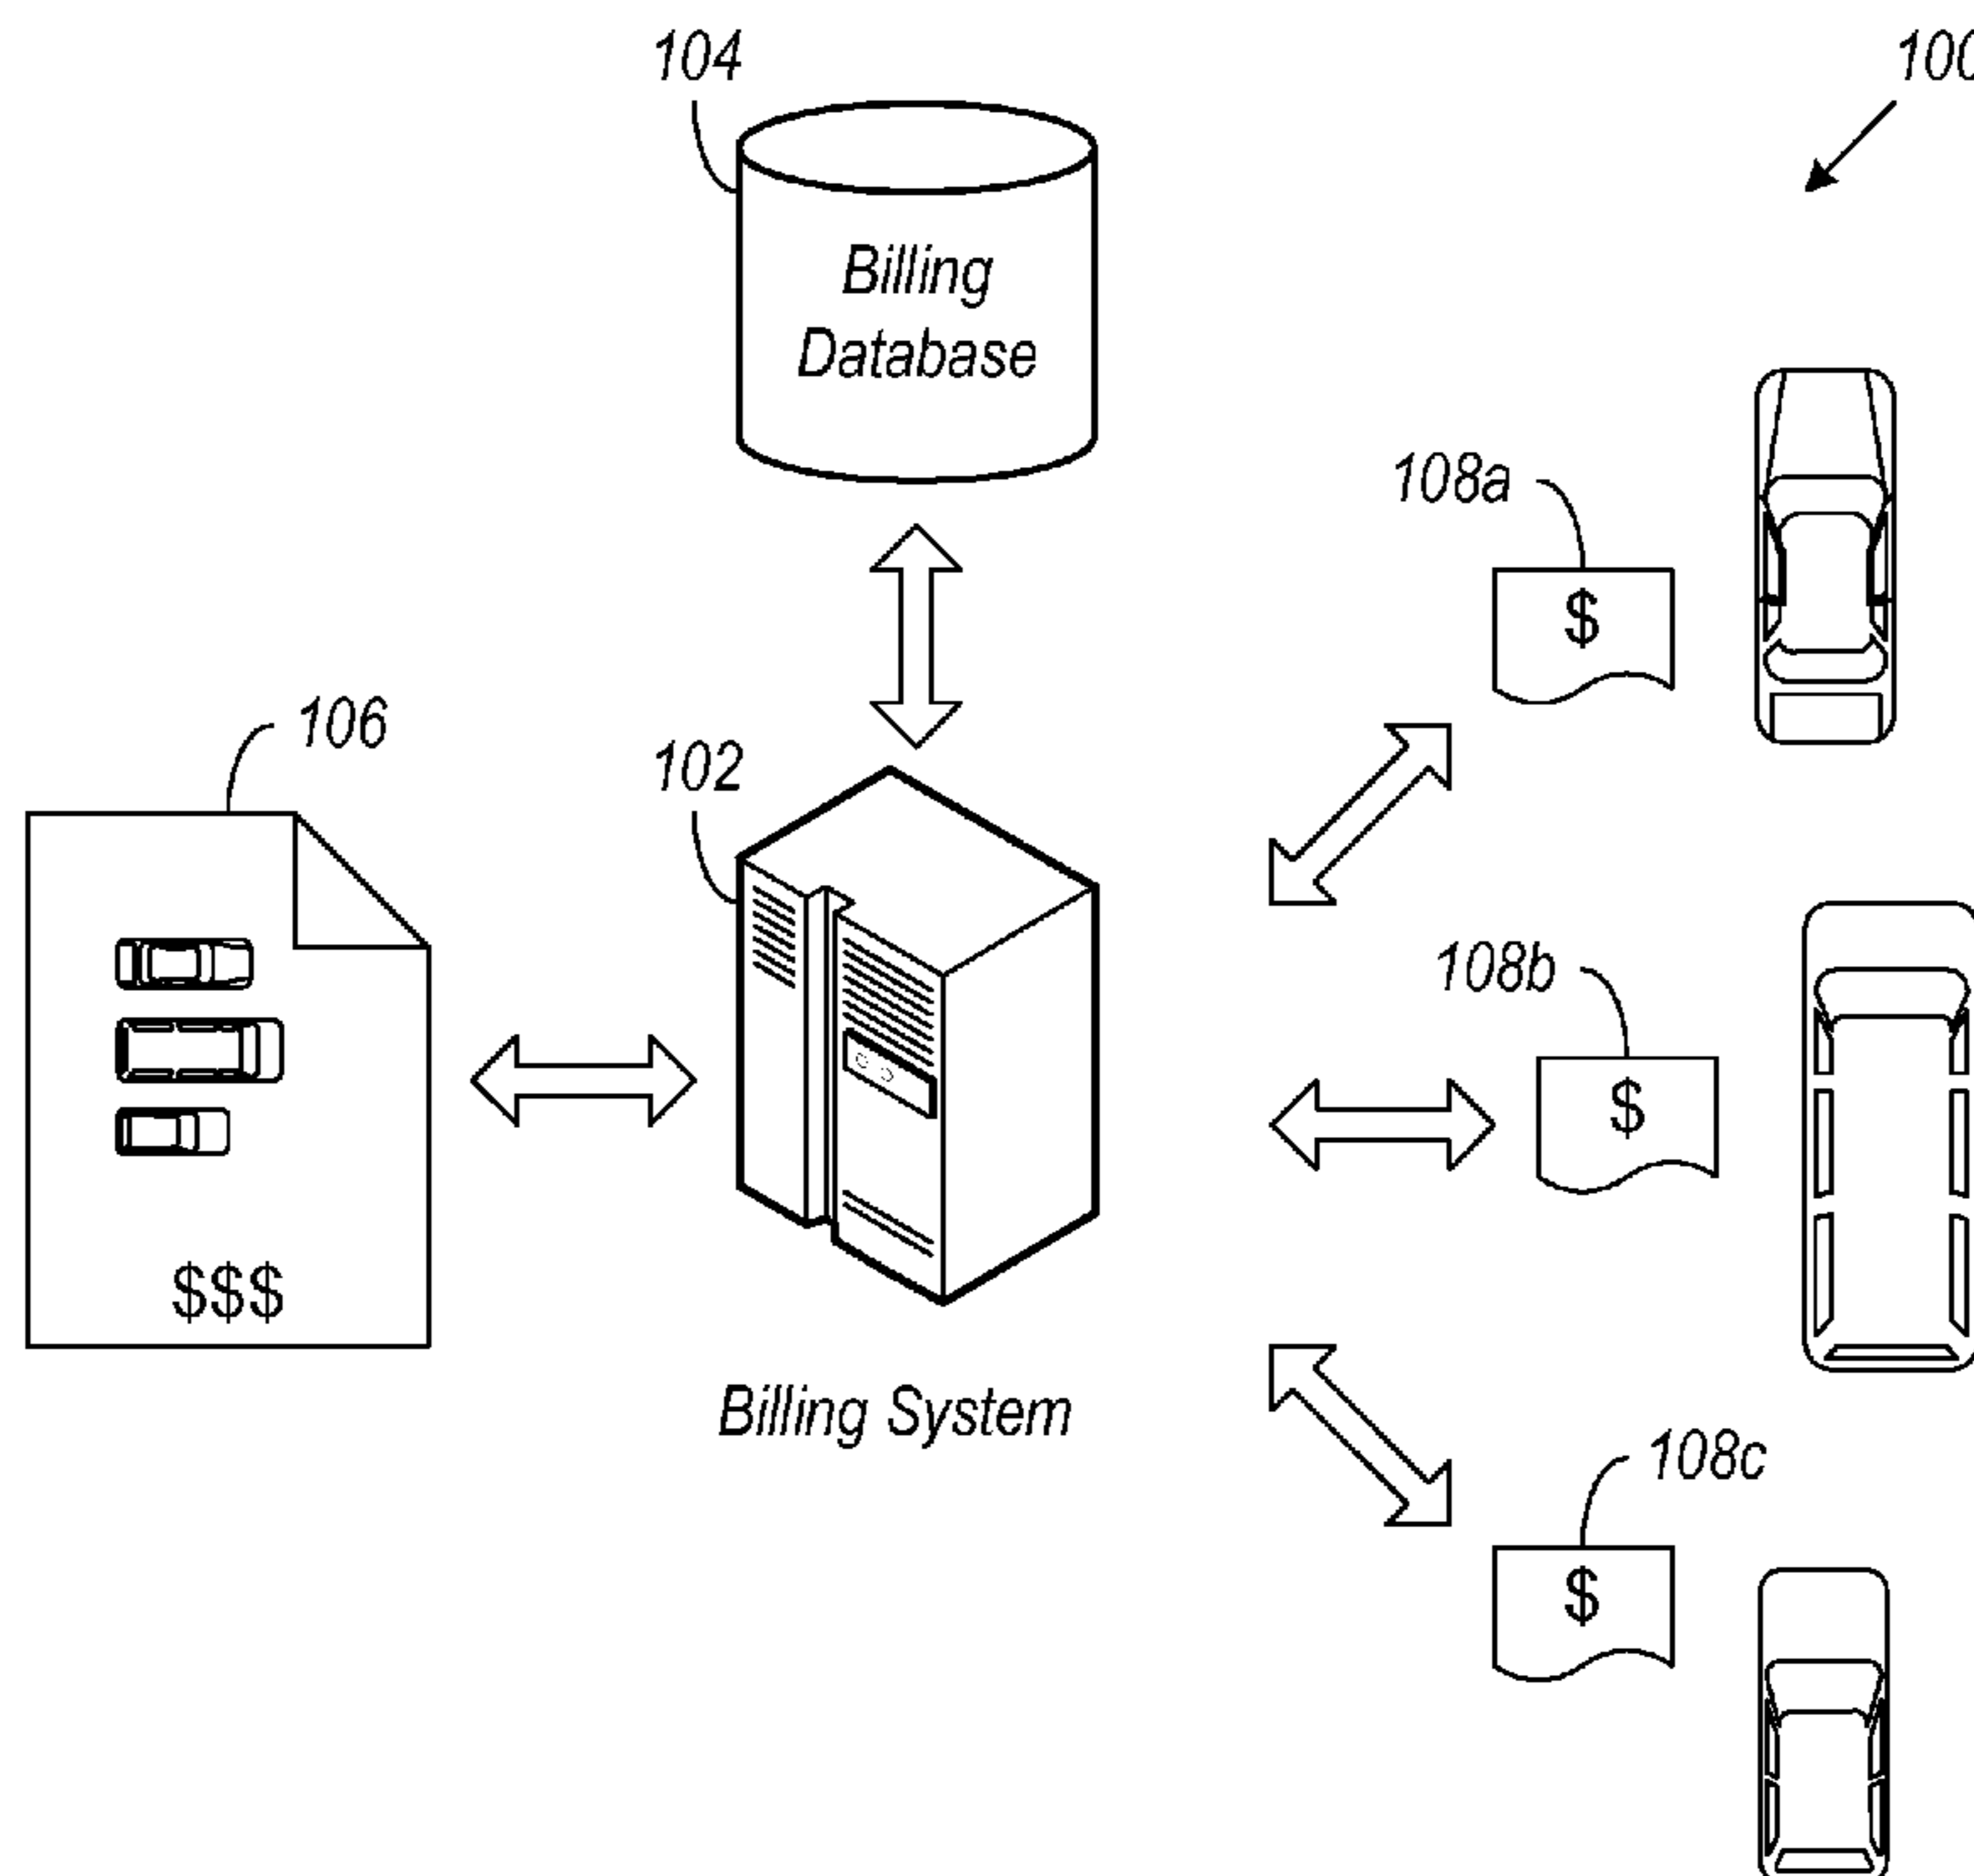 104
100
Billing
Database
108a
$
106
102
108b
$
$$$
Billing System
108c
$